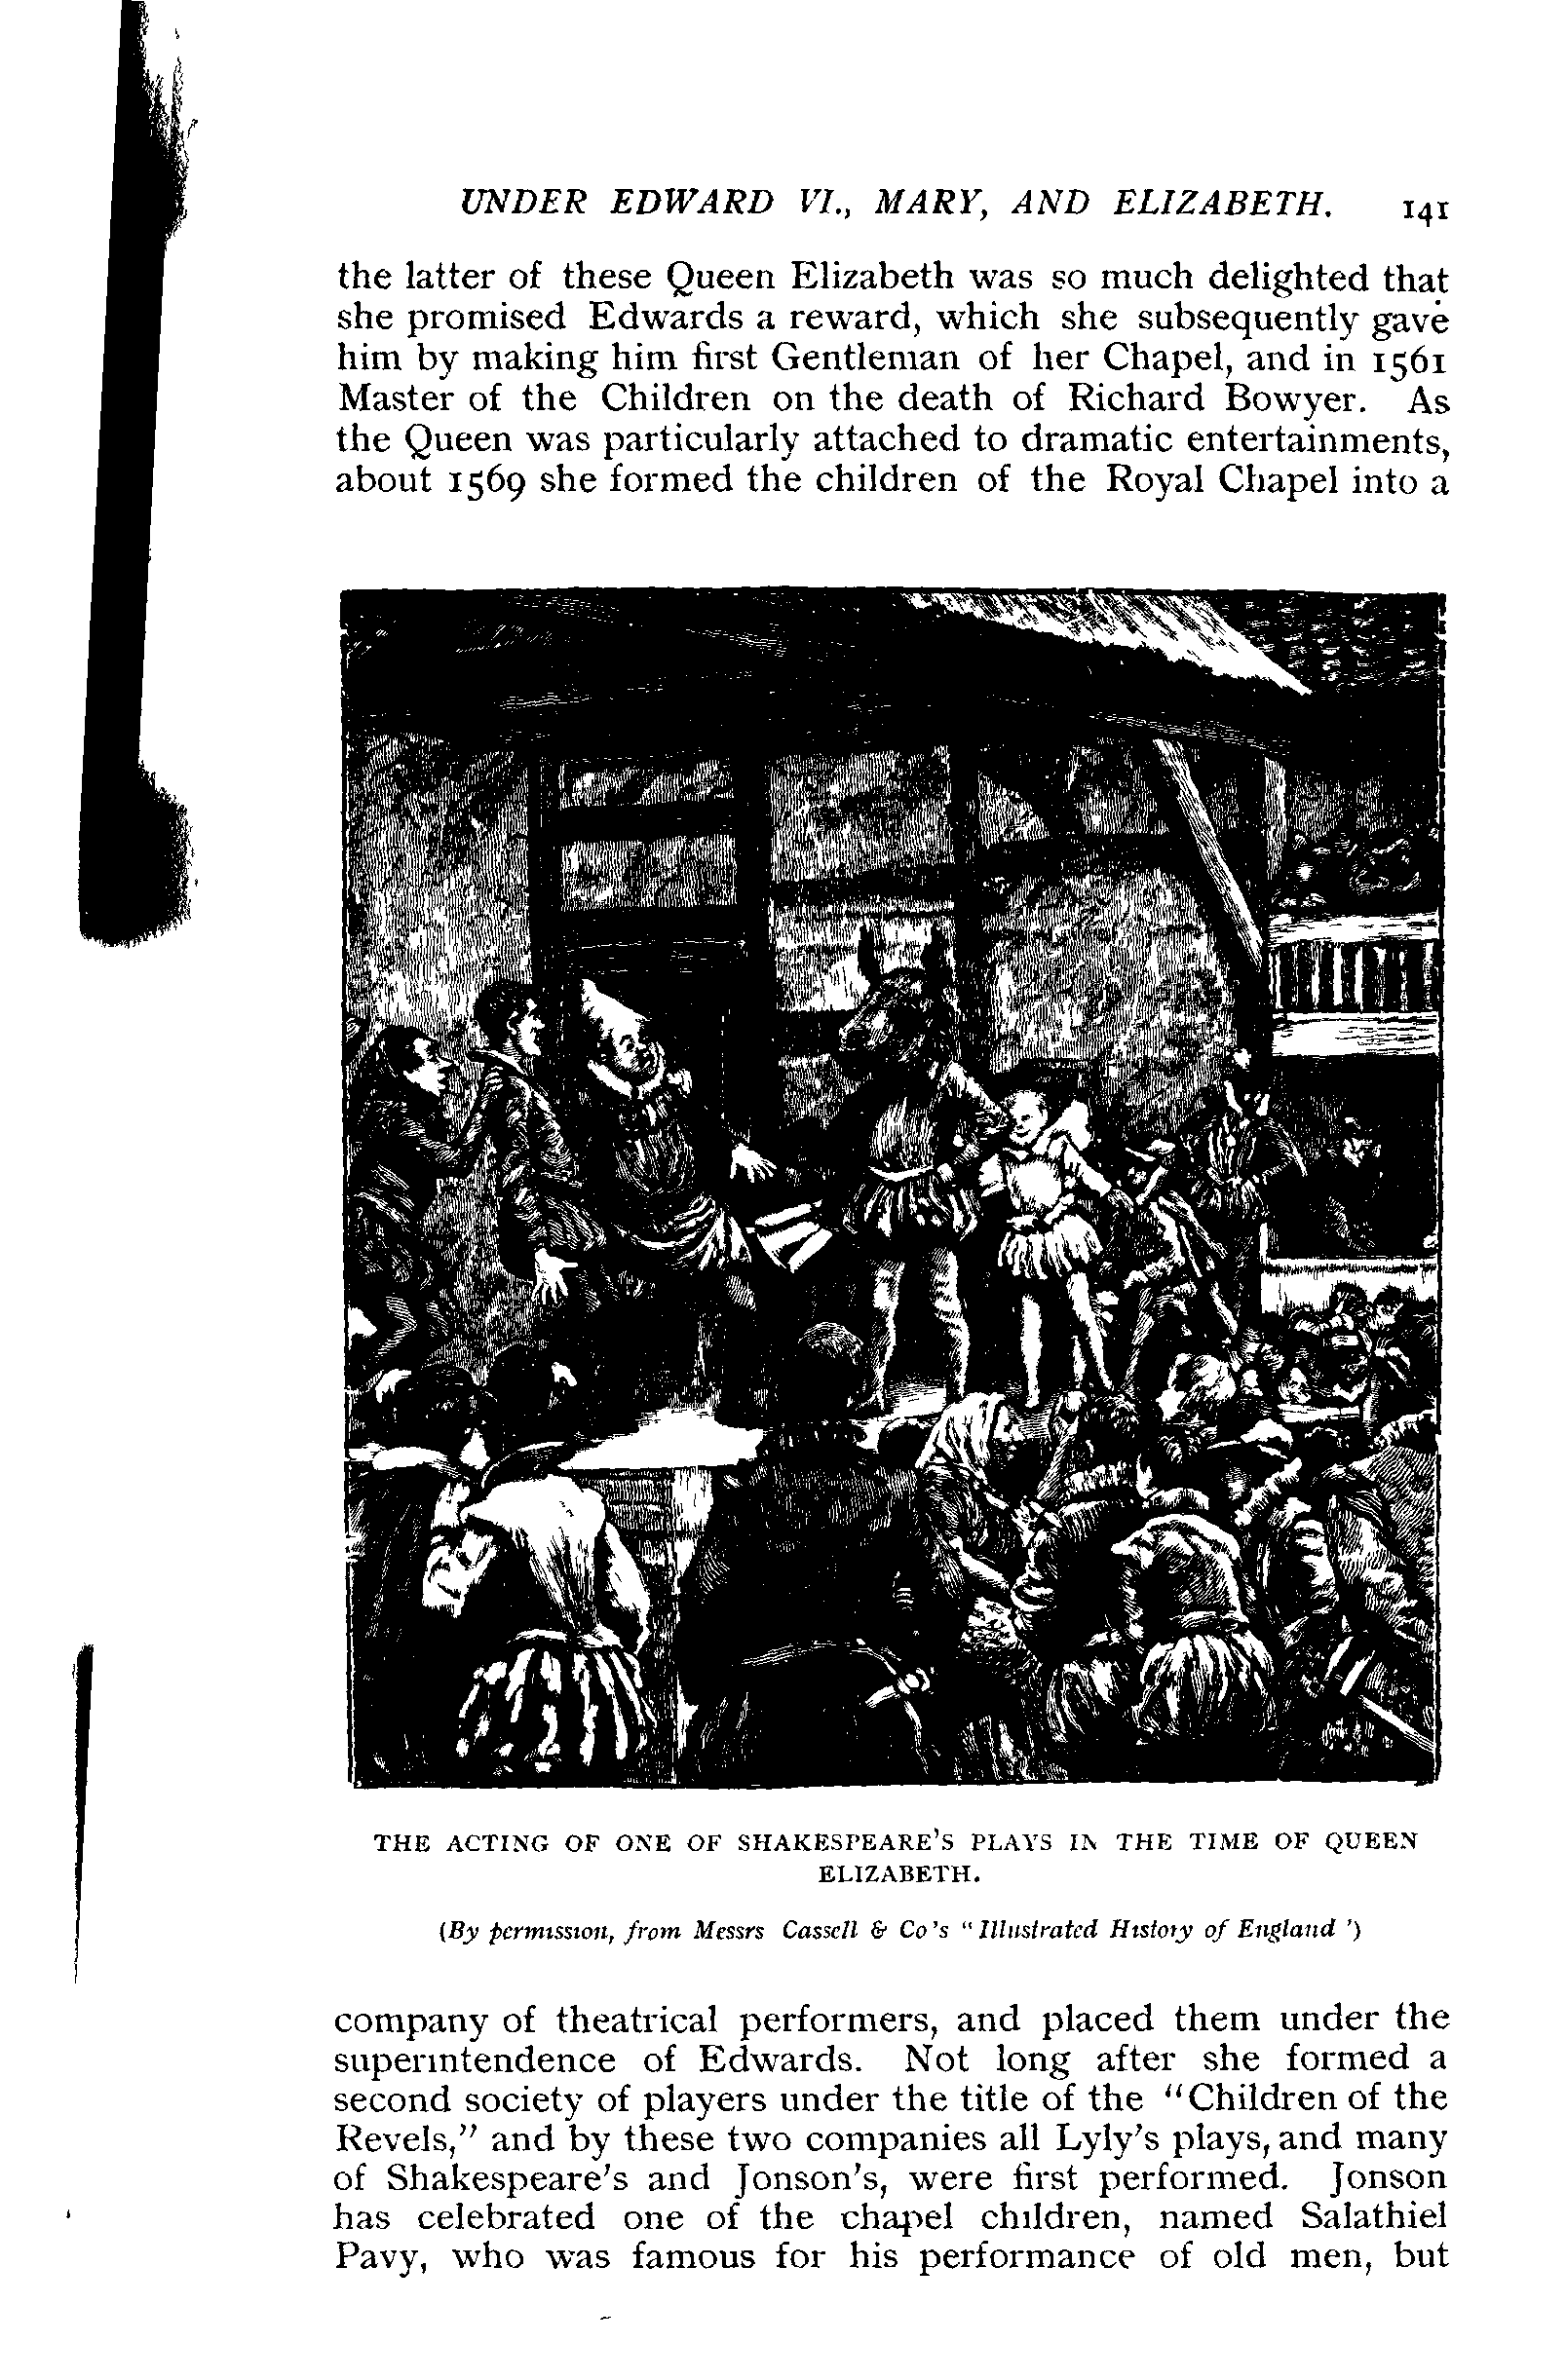 UNDER EDWARD VI., MARY, AND ELIZABETH. 141
the latter of these Queen Elizabeth was so much delighted that
she promised Edwards a reward, which she subsequently gave
him by making him first Gentleman of her Chapel, and in 1561
Master of the Children on the death of Richard Bowyer. As
the Queen was particularly attached to dramatic entertainments,
about 1569 she formed the children of the Royal Chapel into a
THE ACTING OF ONE OF SHAKESPEARE'S PLAYS IN THE TIME OF QUEEN
ELIZABETH.
(By permission, from Messrs Cassell & Co's "Illustrated History of England')
company of theatrical performers, and placed them under the
superintendence of Edwards. Not long after she formed a
second society of players under the title of the "Children of the
Revels," and by these two companies all Lyly's plays, and many
of Shakespeare's and Jonson's, were first performed. Jonson
has celebrated one of the chapel children, named Salathiel
Pavy, who was famous for his performance of old men, but